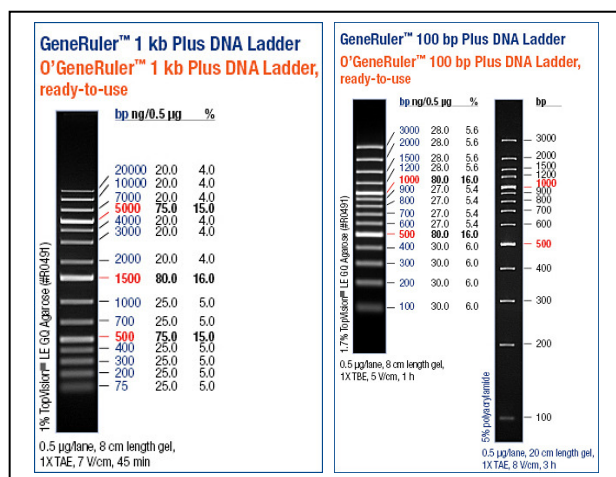 GeneRuler™ 1 kb Plus DNA Ladder
O'GeneRuler™ 1 kb Plus DNA Ladder,
ready-to-use
bp ng/0.5 µg %
20000 20.0 4.0
10000 20.0 4.0
7000 20.0 4.0
5000 75.0 15.0
4000 20.0 4.0
3000 20.0 4.0
2000 20.0 4.0
1500 80.0 16.0
1000 25.0 5.0
700 25.0 5.0
500 75.0 15.0
400 25.0 5.0
300 25.0 5.0
200 25.0 5.0
75 25.0 5.0
1% TopVision™ LE GQ Agarose (#R0491)
0.5 µg/lane, 8 cm length gel,
1X TAE, 7 V/cm, 45 min
GeneRuler™ 100 bp Plus DNA Ladder
O'GeneRuler™ 100 bp Plus DNA Ladder,
ready-to-use
bp ng/0.5 µg %
3000 28.0 5.6
2000 28.0 5.6
1500 28.0 5.6
1200 28.0 5.6
1000 80.0 16.0
900 27.0 5.4
800 27.0 5.4
700 27.0 5.4
600 27.0 5.4
500 80.0 16.0
400 30.0 6.0
300 30.0 6.0
200 30.0 6.0
100 30.0 6.0
1.7% TopVision™ LE GQ Agarose (#R0491)
0.5 µg/lane, 8 cm length gel,
1X TBE, 5 V/cm, 1 h
bp
3000
2000
1500
1200
1000
900
800
700
600
500
400
300
200
100
5% polyacrylamide
0.5 µg/lane, 20 cm length gel,
1X TAE, 8 V/cm, 3 h